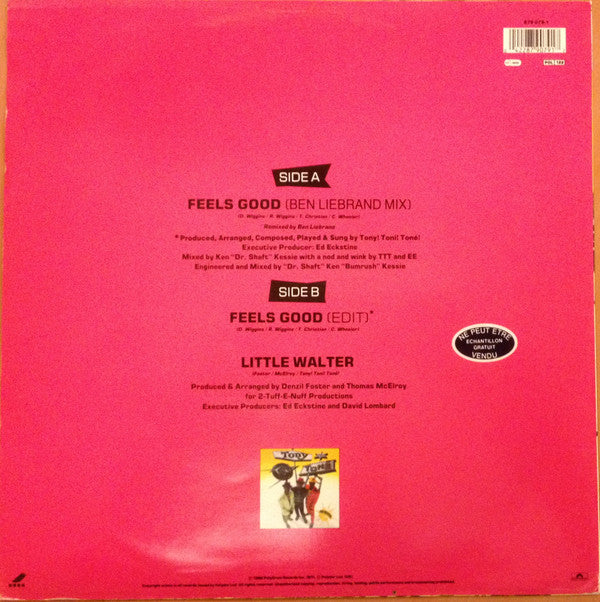 879 079-1
SIDE A
FEELS GOOD (BEN LIEBRAND MIX)
(D. Wiggins / R. Wiggins / T. Christian / C. Wheeler)
Remixed by Ben Liebrand
*Produced, Arranged, Composed, Played & Sung by Tony! Toni! Toné!
Executive Producer: Ed Eckstine
Mixed by Ken "Dr. Shaft" Kessie with a nod and wink by TTT and EE
Engineered and Mixed by "Dr. Shaft" Ken "Bumrush" Kessie
SIDE B
FEELS GOOD (EDIT)*
(D. Wiggins / R. Wiggins / T. Christian / C. Wheeler)
NE PEUT ETRE
ECHANTILLON
GRATUIT
VENDU
LITTLE WALTER
(Foster / McElroy / Tony! Toni! Toné!)
Produced & Arranged by Denzil Foster and Thomas McElroy
for 2-Tuff-E-Nuff Productions
Executive Producers: Ed Eckstine and David Lombard
TONY